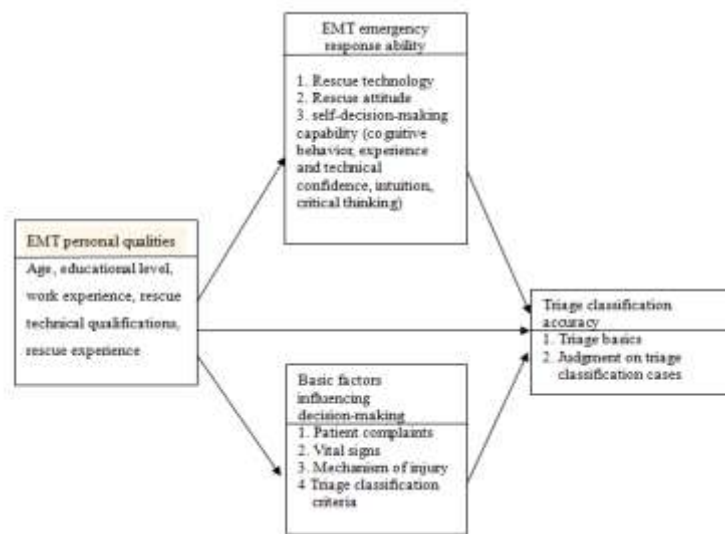 EMT emergency
response ability
1. Rescue technology
2. Rescue attitude
3. self-decision-making
capability (cognitive
behavior, experience
and technical
confidence, intuition,
critical thinking)
EMT personal qualities
Age, educational level,
work experience, rescue
technical qualifications,
rescue experience
Triage classification
accuracy
1. Triage basics
2. Judgment on triage
classification cases
Basic factors
influencing
decision-making
1. Patient complaints
2. Vital signs
3. Mechanism of injury
4 Triage classification
criteria